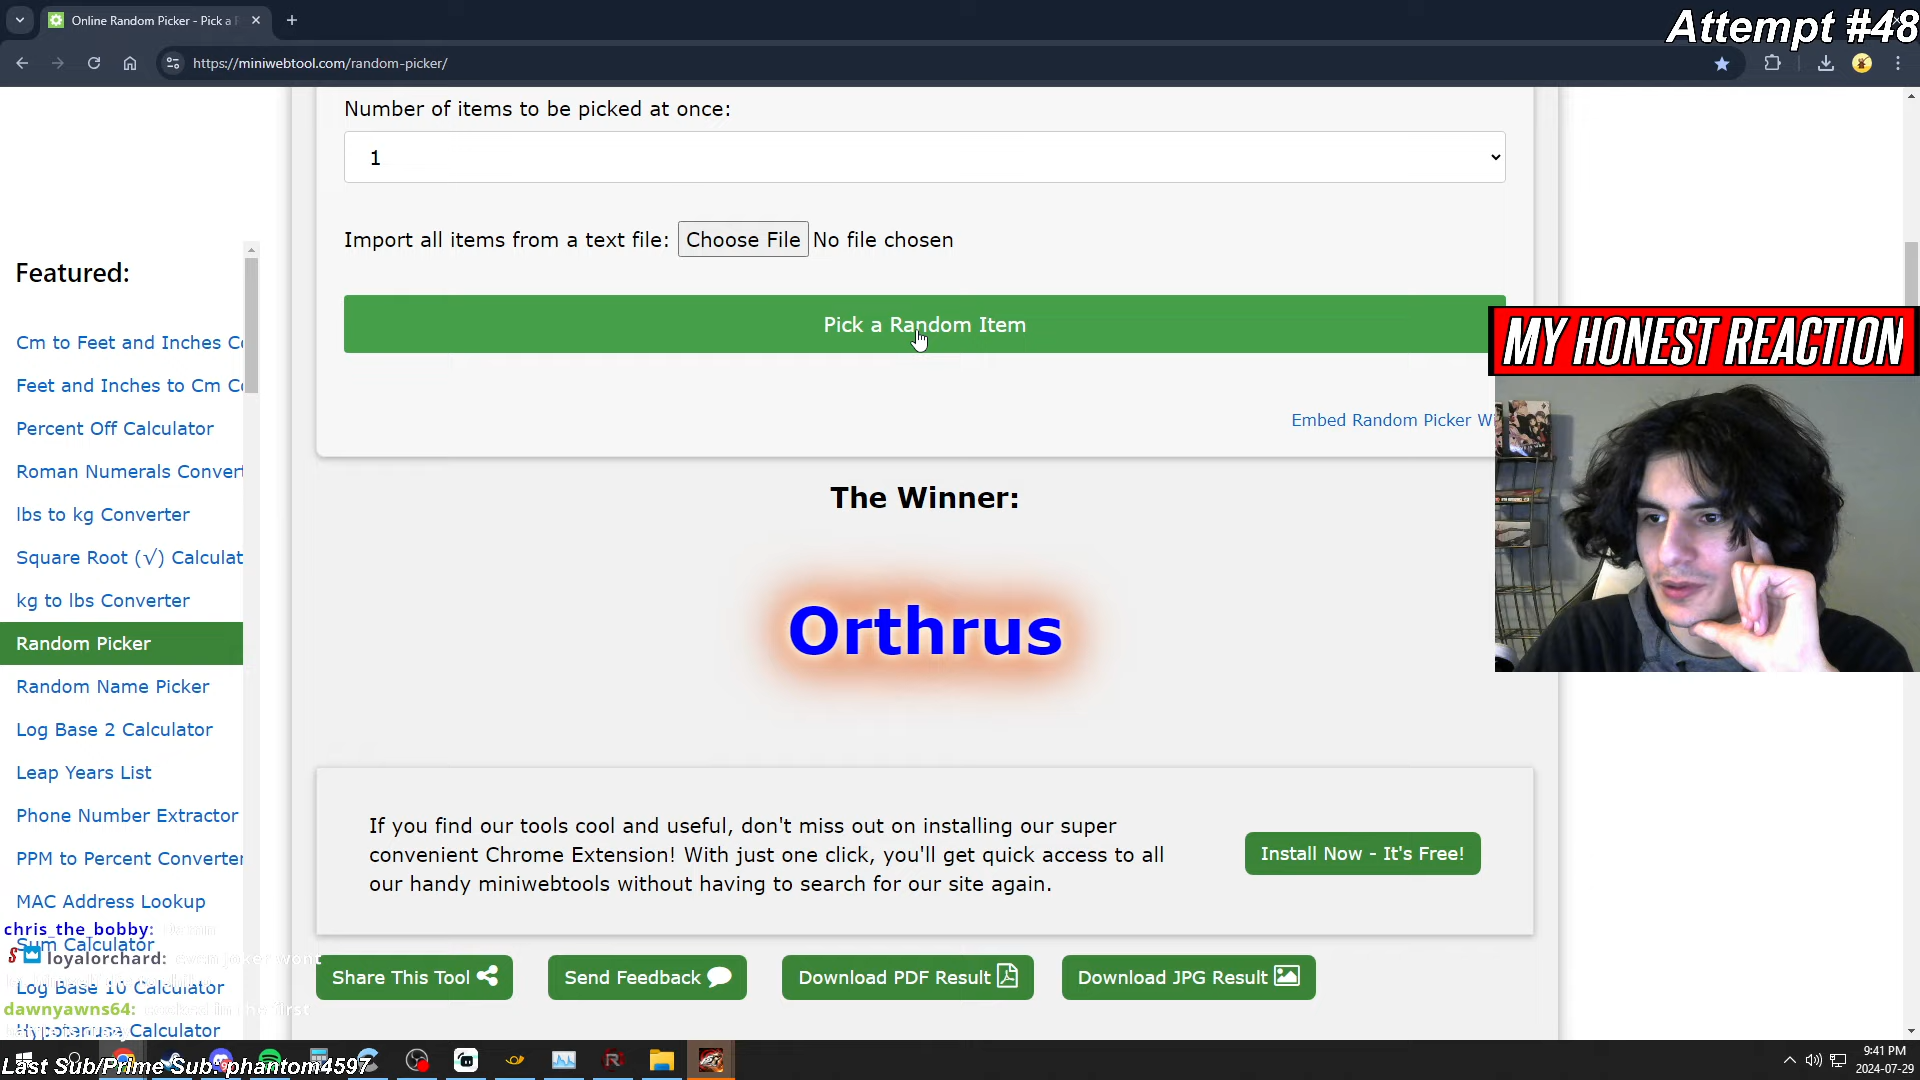 Online Random Picker - Pick a
Attempt #48
https://miniwebtool.com/random-picker/
Number of items to be picked at once:
1
Import all items from a text file: Choose File No file chosen
Pick a Random Item
MY HONEST REACTION
Embed Random Picker
The Winner:
Orthrus
Featured:
Cm to Feet and Inches
Feet and Inches to Cm
Percent Off Calculator
Roman Numerals Convert
lbs to kg Converter
Square Root (√) Calculat
kg to lbs Converter
Random Picker
Random Name Picker
Log Base 2 Calculator
Leap Years List
Phone Number Extractor
PPM to Percent Converter
MAC Address Lookup
Sum Calculator
Log Base 10 Calculator
Hypotenuse Calculator
If you find our tools cool and useful, don't miss out on installing our super
convenient Chrome Extension! With just one click, you'll get quick access to all
our handy miniwebtools without having to search for our site again.
Install Now - It's Free!
Share This Tool
Send Feedback
Download PDF Result
Download JPG Result
chris_the_bobby:
loyalorchard:
dawnyawns64:
Last Sub/Prime Sub: phantom4597
9:41 PM
2024-07-29